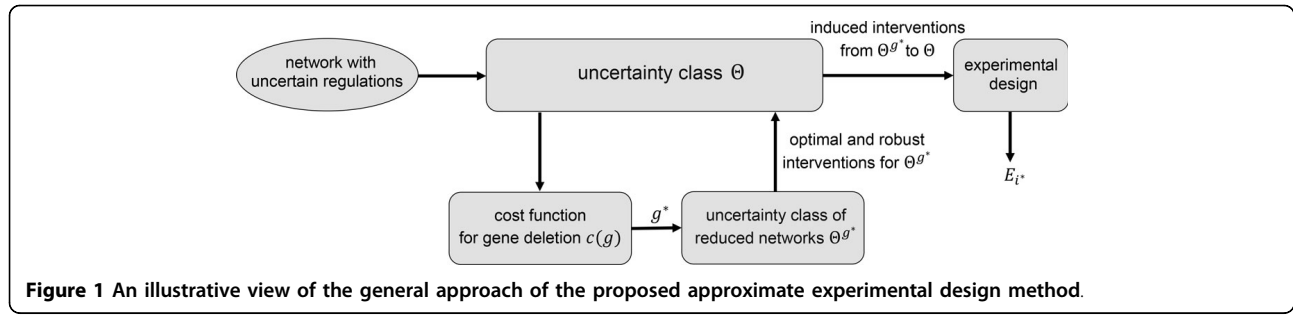 network with
uncertain regulations
uncertainty class Θ
induced interventions
from Θ^{g*} to Θ
experimental
design
optimal and robust
interventions for Θ^{g*}
E_{i*}
cost function
for gene deletion c(g)
g*
uncertainty class of
reduced networks Θ^{g*}
Figure 1 An illustrative view of the general approach of the proposed approximate experimental design method.